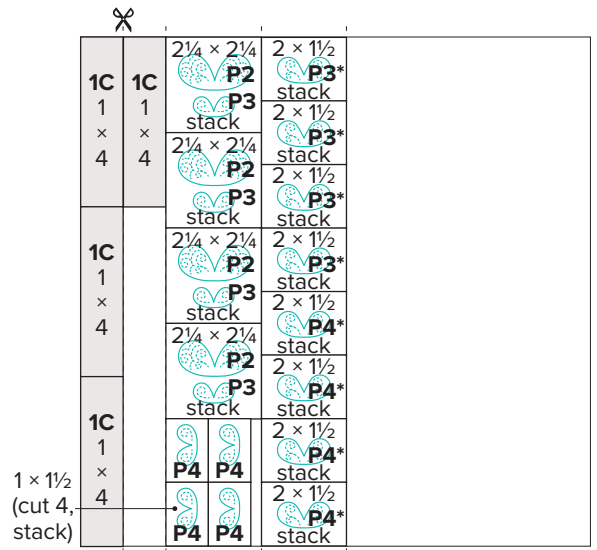 1C
1
×
4
1C
1
×
4
1C
1
×
4
1C
1
×
4
1 × 1½
(cut 4,
stack)
2¼ × 2¼
P2
P3
stack
2¼ × 2¼
P2
P3
stack
2¼ × 2¼
P2
P3
stack
2¼ × 2¼
P2
P3
stack
P4 P4
P4 P4
2 × 1½
P3*
stack
2 × 1½
P3*
stack
2 × 1½
P3*
stack
2 × 1½
P3*
stack
2 × 1½
P4*
stack
2 × 1½
P4*
stack
2 × 1½
P4*
stack
2 × 1½
P4*
stack